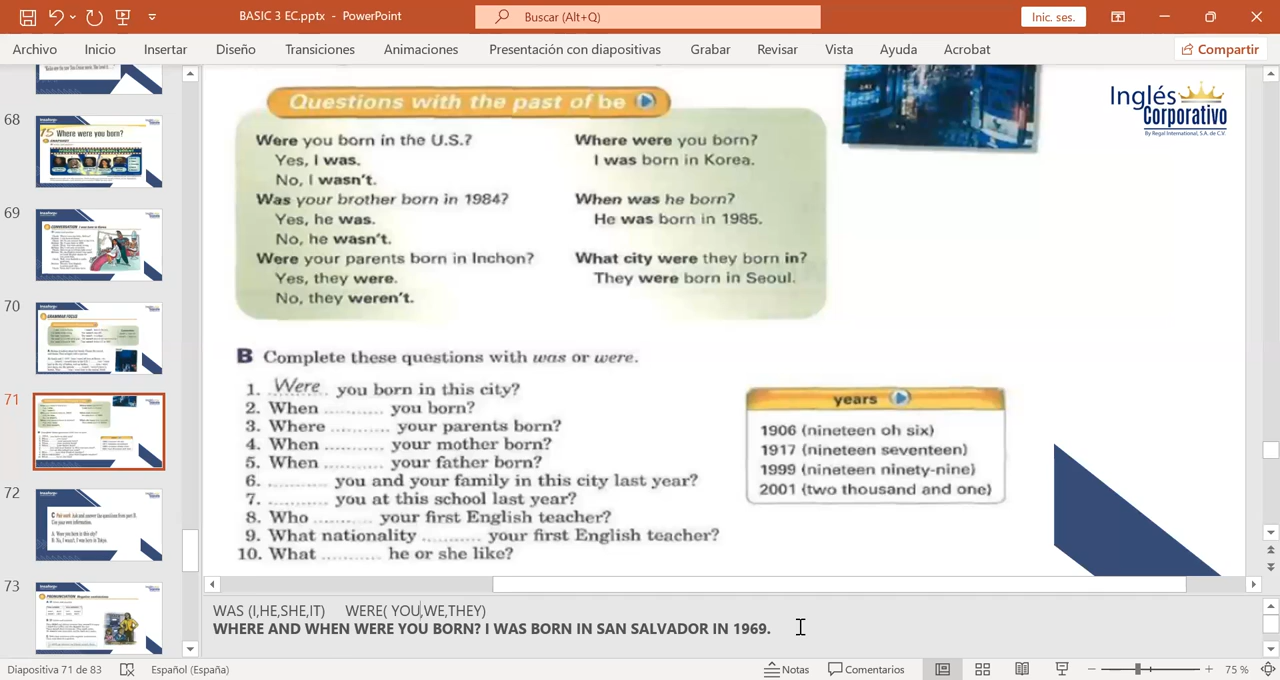 BASIC 3 EC.pptx - PowerPoint
Buscar (Alt+Q)
Inic. ses.
Archivo Inicio Insertar Diseño Transiciones Animaciones Presentación con diapositivas Grabar Revisar Vista Ayuda Acrobat
Compartir
68
15 Where were you born?
69
70
71
72
73
Inglés
Corporativo
By Regal International, S.A. de C.V.
Questions with the past of be
Were you born in the U.S.?
Yes, I was.
No, I wasn't.
Was your brother born in 1984?
Yes, he was.
No, he wasn't.
Were your parents born in Inchon?
Yes, they were.
No, they weren't.
Where were you born?
I was born in Korea.
When was he born?
He was born in 1985.
What city were they born in?
They were born in Seoul.
B Complete these questions with was or were.
1. Were you born in this city?
2. When .......... you born?
3. Where .......... your parents born?
4. When .......... your mother born?
5. When .......... your father born?
6. .......... you and your family in this city last year?
7. .......... you at this school last year?
8. Who .......... your first English teacher?
9. What nationality .......... your first English teacher?
10. What .......... he or she like?
years
1906 (nineteen oh six)
1917 (nineteen seventeen)
1999 (nineteen ninety-nine)
2001 (two thousand and one)
WAS (I,HE,SHE,IT) WERE( YOU,WE,THEY)
WHERE AND WHEN WERE YOU BORN? I WAS BORN IN SAN SALVADOR IN
Diapositiva 71 de 83
Español (España)
Notas
Comentarios
75 %